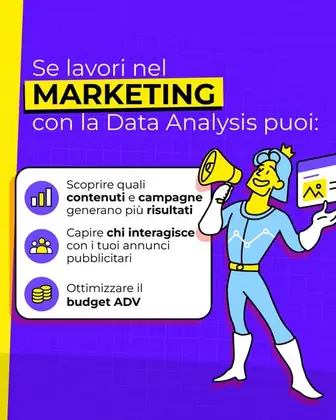 Se lavori nel
MARKETING
con la Data Analysis puoi:
Scoprire quali
contenuti e campagne
generano più risultati
Capire chi interagisce
con i tuoi annunci
pubblicitari
Ottimizzare il
budget ADV